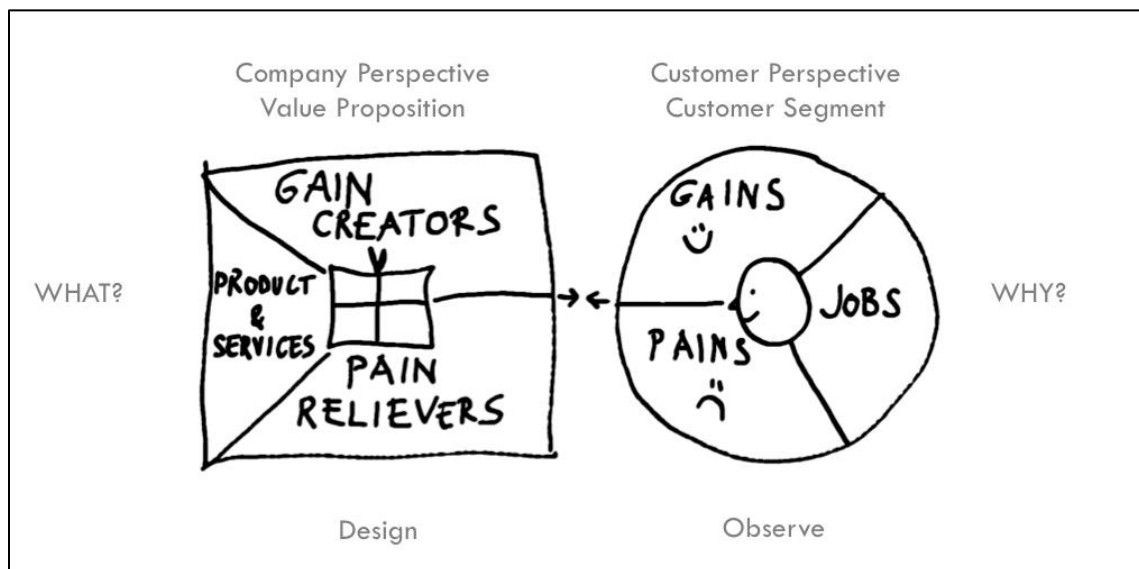 Company Perspective
Value Proposition
Customer Perspective
Customer Segment
WHAT?
GAIN
CREATORS
PRODUCT
&
SERVICES
PAIN
RELIEVERS
GAINS
PAINS
JOBS
WHY?
Design
Observe